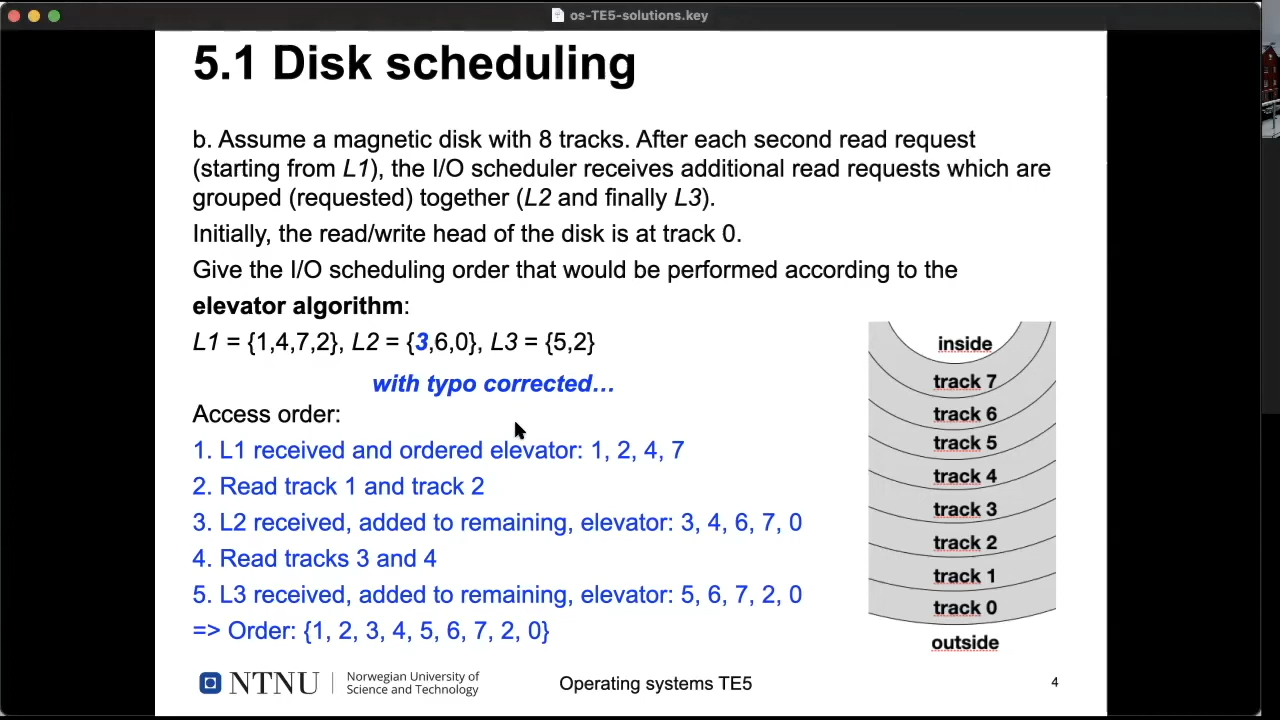 os-TE5-solutions.key
5.1 Disk scheduling
b. Assume a magnetic disk with 8 tracks. After each second read request
(starting from L1), the I/O scheduler receives additional read requests which are
grouped (requested) together (L2 and finally L3).
Initially, the read/write head of the disk is at track 0.
Give the I/O scheduling order that would be performed according to the
elevator algorithm:
L1 = {1,4,7,2}, L2 = {3,6,0}, L3 = {5,2}
with typo corrected…
Access order:
1. L1 received and ordered elevator: 1, 2, 4, 7
2. Read track 1 and track 2
3. L2 received, added to remaining, elevator: 3, 4, 6, 7, 0
4. Read tracks 3 and 4
5. L3 received, added to remaining, elevator: 5, 6, 7, 2, 0
=> Order: {1, 2, 3, 4, 5, 6, 7, 2, 0}
inside
track 7
track 6
track 5
track 4
track 3
track 2
track 1
track 0
outside
NTNU
Norwegian University of
Science and Technology
Operating systems TE5
4